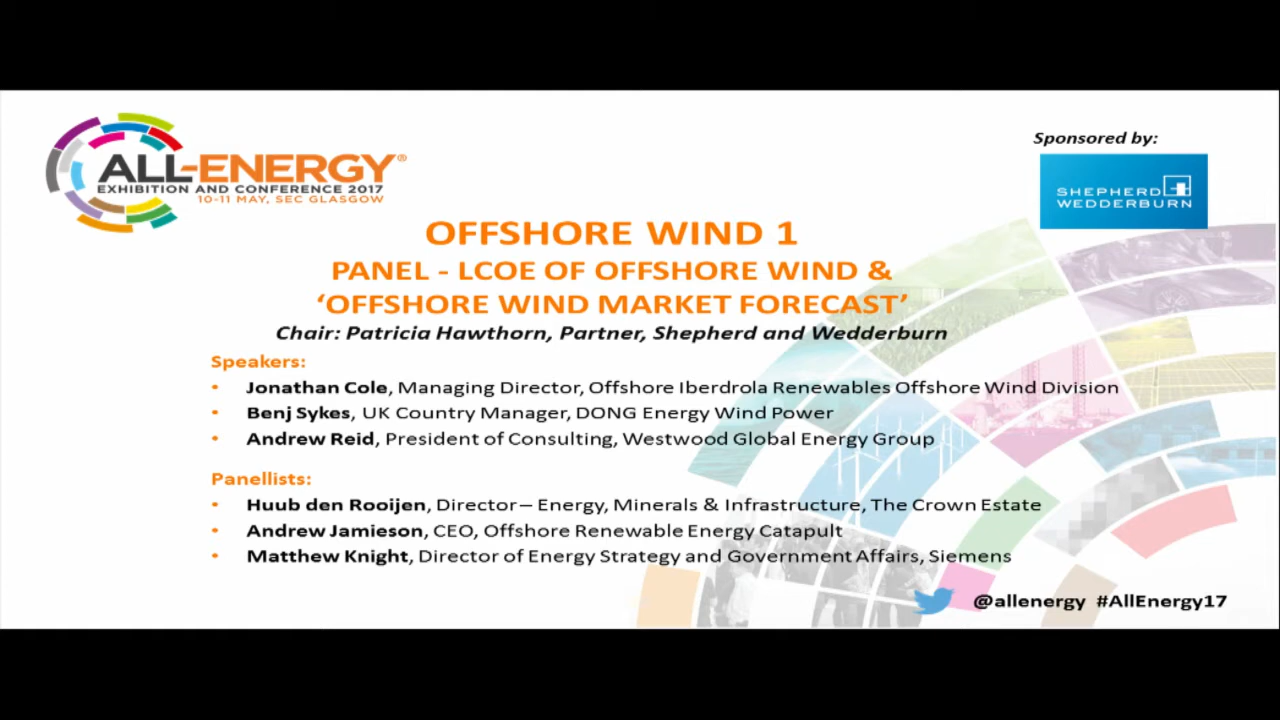 ALL-ENERGY®
EXHIBITION AND CONFERENCE 2017
10-11 MAY, SEC GLASGOW
Sponsored by:
SHEPHERD
WEDDERBURN
OFFSHORE WIND 1
PANEL - LCOE OF OFFSHORE WIND &
‘OFFSHORE WIND MARKET FORECAST’
Chair: Patricia Hawthorn, Partner, Shepherd and Wedderburn
Speakers:
• Jonathan Cole, Managing Director, Offshore Iberdrola Renewables Offshore Wind Division
• Benj Sykes, UK Country Manager, DONG Energy Wind Power
• Andrew Reid, President of Consulting, Westwood Global Energy Group
Panellists:
• Huub den Rooijen, Director – Energy, Minerals & Infrastructure, The Crown Estate
• Andrew Jamieson, CEO, Offshore Renewable Energy Catapult
• Matthew Knight, Director of Energy Strategy and Government Affairs, Siemens
@allenergy #AllEnergy17